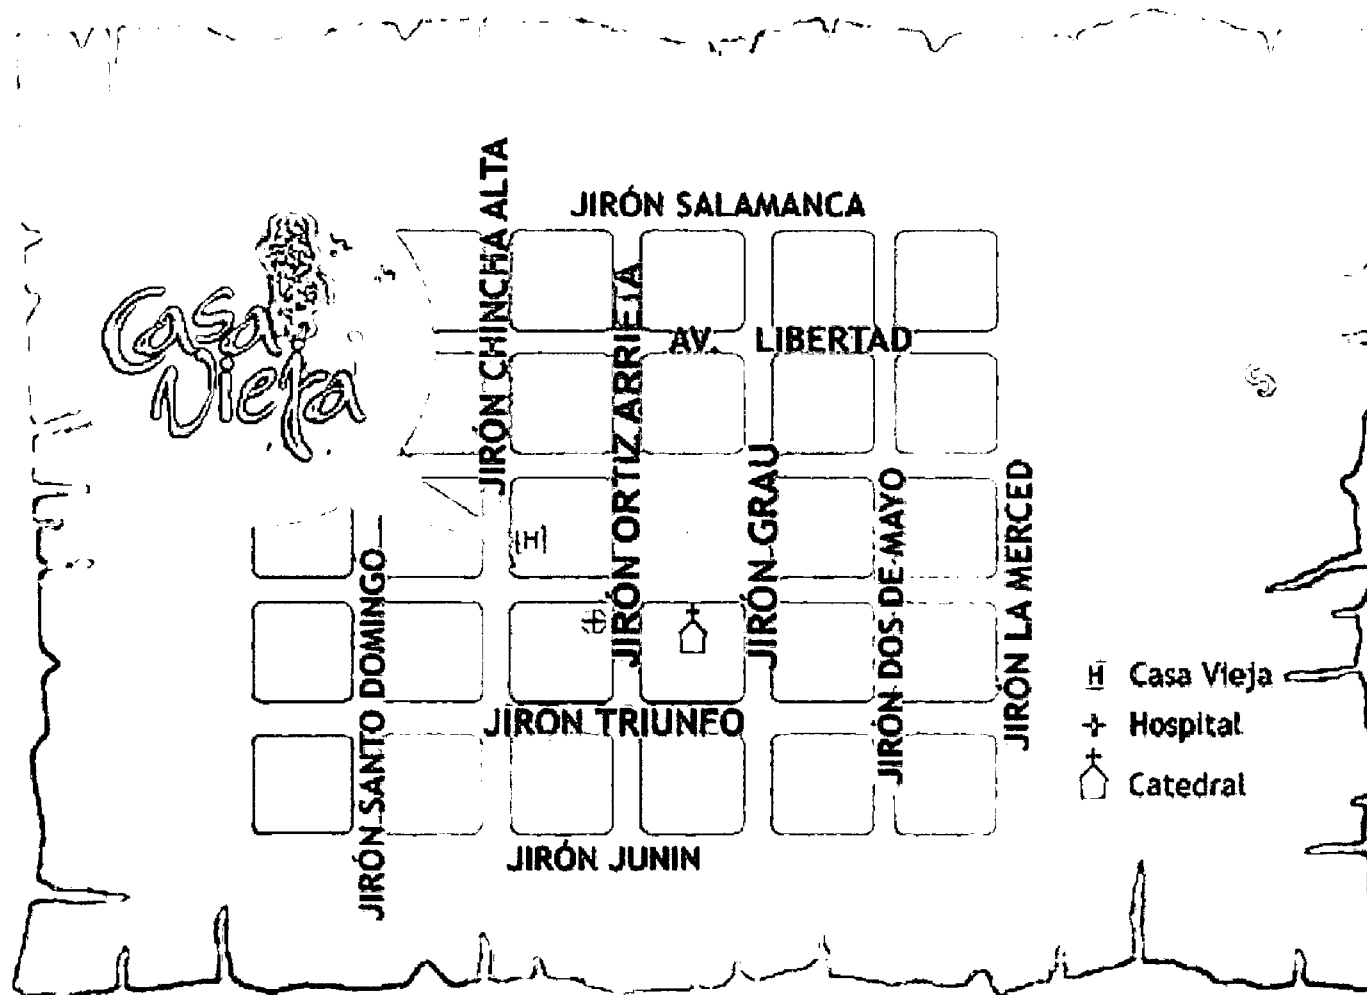 JIRÓN CHINCHA ALTA
JIRÓN SALAMANCA
Casa
Vieja
JIRÓN ORTIZ ARRIETA
AV. LIBERTAD
JIRÓN GRAU
JIRÓN DOS DE MAYO
JIRÓN LA MERCED
H
JIRÓN SANTO DOMINGO
JIRON TRIUNFO
JIRÓN JUNIN
H Casa Vieja
Hospital
Catedral